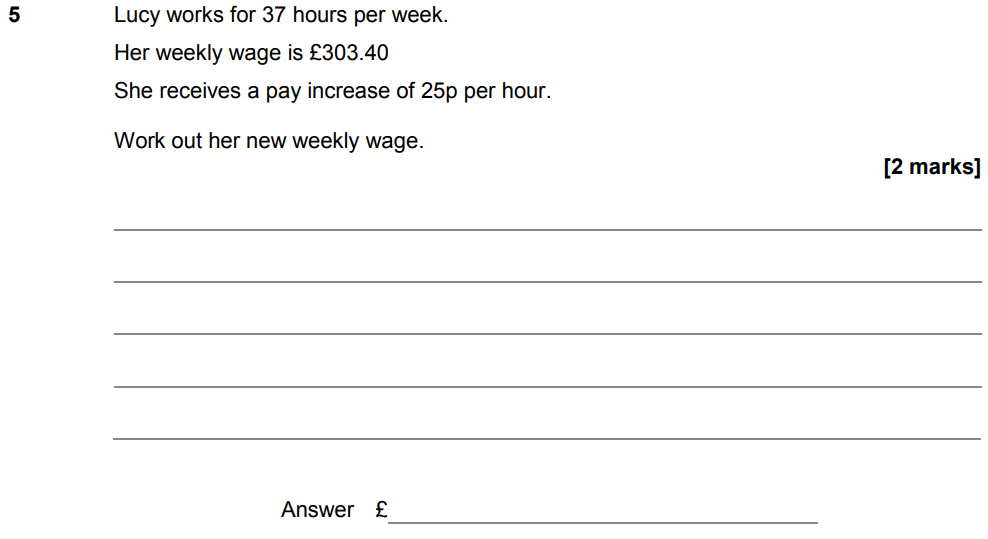 5 Lucy works for 37 hours per week.
Her weekly wage is £303.40
She receives a pay increase of 25p per hour.
Work out her new weekly wage.
[2 marks]
Answer £